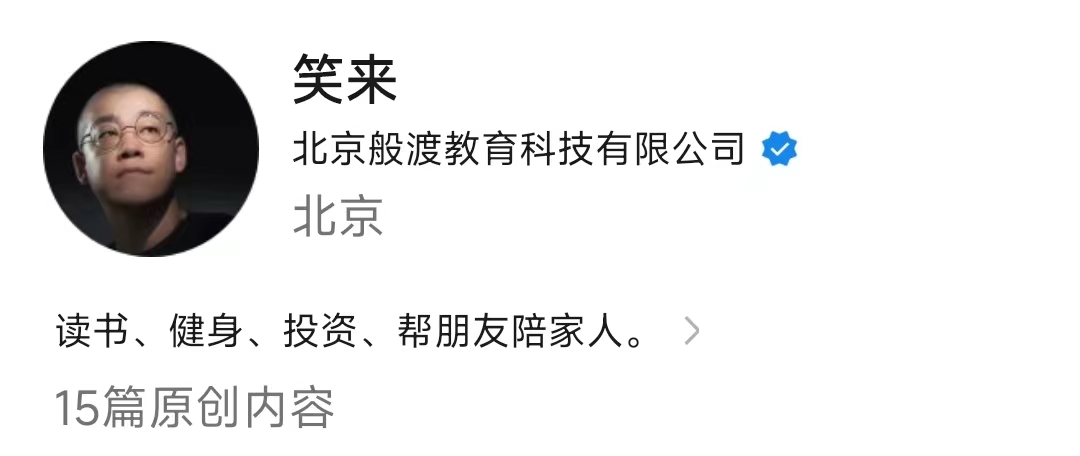 笑来
北京般渡教育科技有限公司
北京
读书、健身、投资、帮朋友陪家人。
15篇原创内容